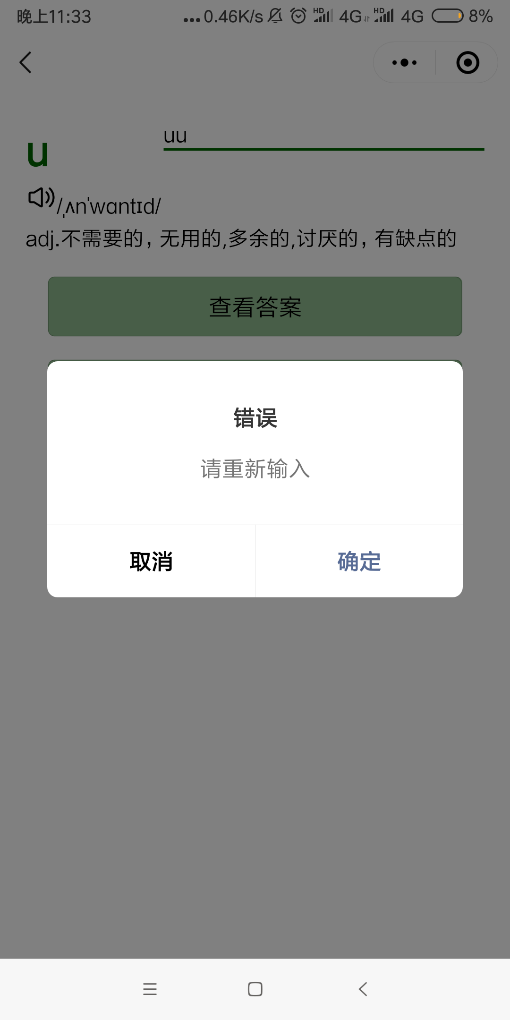 晚上11:33 ...0.46K/s HD 4G HD 4G 8%
u uu
/ˌʌnˈwɑntɪd/
adj.不需要的，无用的,多余的,讨厌的，有缺点的
查看答案
错误
请重新输入
取消 确定